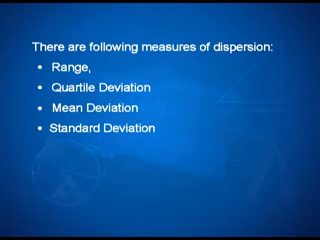 There are following measures of dispersion:
• Range,
• Quartile Deviation
• Mean Deviation
• Standard Deviation